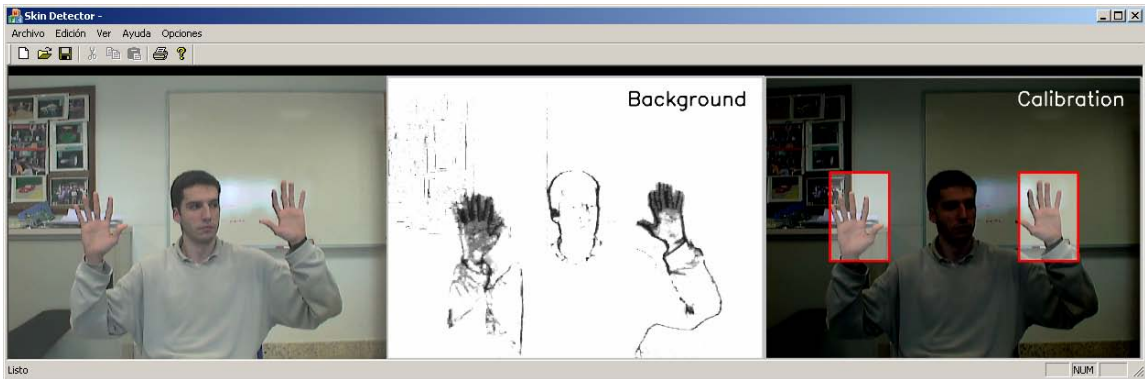 Skin Detector -
Archivo Edición Ver Ayuda Opciones
Background
Calibration
Listo
NUM